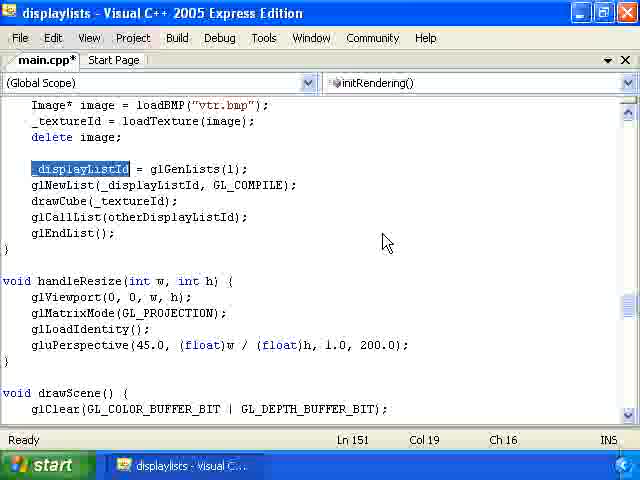 displaylists - Visual C++ 2005 Express Edition
File Edit View Project Build Debug Tools Window Community Help
main.cpp* Start Page
(Global Scope) initRendering()
Image* image = loadBMP("vtr.bmp");
_textureId = loadTexture(image);
delete image;
_displayListId = glGenLists(1);
glNewList(_displayListId, GL_COMPILE);
drawCube(_textureId);
glCallList(otherDisplayListId);
glEndList();
}
void handleResize(int w, int h) {
glViewport(0, 0, w, h);
glMatrixMode(GL_PROJECTION);
glLoadIdentity();
gluPerspective(45.0, (float)w / (float)h, 1.0, 200.0);
}
void drawScene() {
glClear(GL_COLOR_BUFFER_BIT | GL_DEPTH_BUFFER_BIT);
Ready Ln 151 Col 19 Ch 16 INS
start displaylists - Visual C...